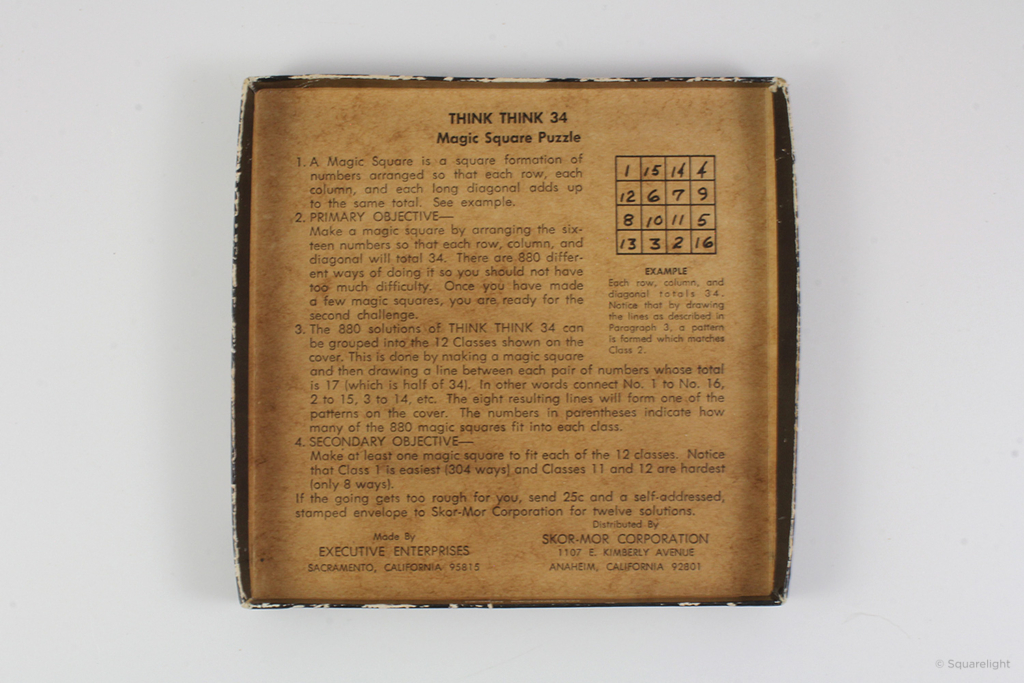 THINK THINK 34
Magic Square Puzzle
1. A Magic Square is a square formation of
numbers arranged so that each row, each
column, and each long diagonal adds up
to the same total. See example.
2. PRIMARY OBJECTIVE—
Make a magic square by arranging the six-
teen numbers so that each row, column, and
diagonal will total 34. There are 880 differ-
ent ways of doing it so you should not have
too much difficulty. Once you have made
a few magic squares, you are ready for the
second challenge.
3. The 880 solutions of THINK THINK 34 can
be grouped into the 12 Classes shown on the
cover. This is done by making a magic square
and then drawing a line between each pair of numbers whose total
is 17 (which is half of 34). In other words connect No. 1 to No. 16,
2 to 15, 3 to 14, etc. The eight resulting lines will form one of the
patterns on the cover. The numbers in parentheses indicate how
many of the 880 magic squares fit into each class.
4. SECONDARY OBJECTIVE—
Make at least one magic square to fit each of the 12 classes. Notice
that Class 1 is easiest (304 ways) and Classes 11 and 12 are hardest
(only 8 ways).
If the going gets too rough for you, send 25c and a self-addressed,
stamped envelope to Skor-Mor Corporation for twelve solutions.
1 15 14 4
12 6 7 9
8 10 11 5
13 3 2 16
EXAMPLE
Each row, column, and
diagonal totals 34.
Notice that by drawing
the lines as described in
Paragraph 3, a pattern
is formed which matches
Class 2.
Made By
EXECUTIVE ENTERPRISES
SACRAMENTO, CALIFORNIA 95815
Distributed By
SKOR-MOR CORPORATION
1107 E. KIMBERLY AVENUE
ANAHEIM, CALIFORNIA 92801
© Squarelight